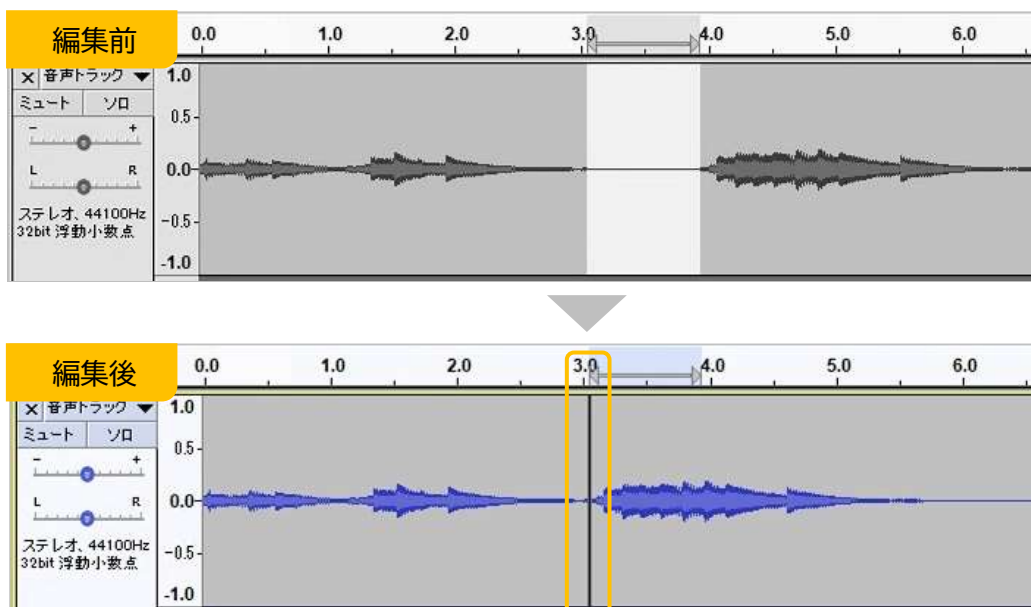 編集前
0.0 1.0 2.0 3.0 4.0 5.0 6.0
× 音声トラック ▼
1.0
ミュート ソロ
0.5-
- +
L R
0.0-
ステレオ、44100Hz
32bit 浮動小数点
-0.5-
-1.0
編集後
0.0 1.0 2.0 3.0 4.0 5.0 6.0
× 音声トラック ▼
1.0
ミュート ソロ
0.5-
- +
L R
0.0-
ステレオ、44100Hz
32bit 浮動小数点
-0.5-
-1.0